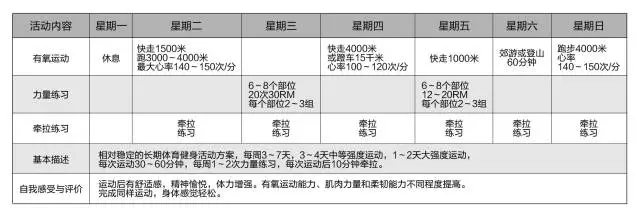 活动内容 星期一 星期二 星期三 星期四 星期五 星期六 星期日
有氧运动
休息
快走1500米
跑3000～4000米
最大心率140～150次/分
快走4000米
或蹬车15千米
心率100～120次/分
快走1000米
郊游或登山
60分钟
跑步4000米
心率
140～150次/分
力量练习
6～8个部位
20次30RM
每个部位2～3组
6～8个部位
12～20RM
每个部位2～3组
牵拉练习
牵拉
练习
牵拉
练习
牵拉
练习
牵拉
练习
牵拉
练习
牵拉
练习
基本描述
相对稳定的长期体育健身活动方案，每周3～7天，3～4天中等强度运动，1～2天大强度运动，
每次运动30～60分钟，每周1～2次力量练习，每次运动后10分钟牵拉。
自我感受与评价
运动后有舒适感，精神愉悦，体力增强。有氧运动能力、肌肉力量和柔韧能力不同程度提高。
完成同样运动，身体感觉轻松。